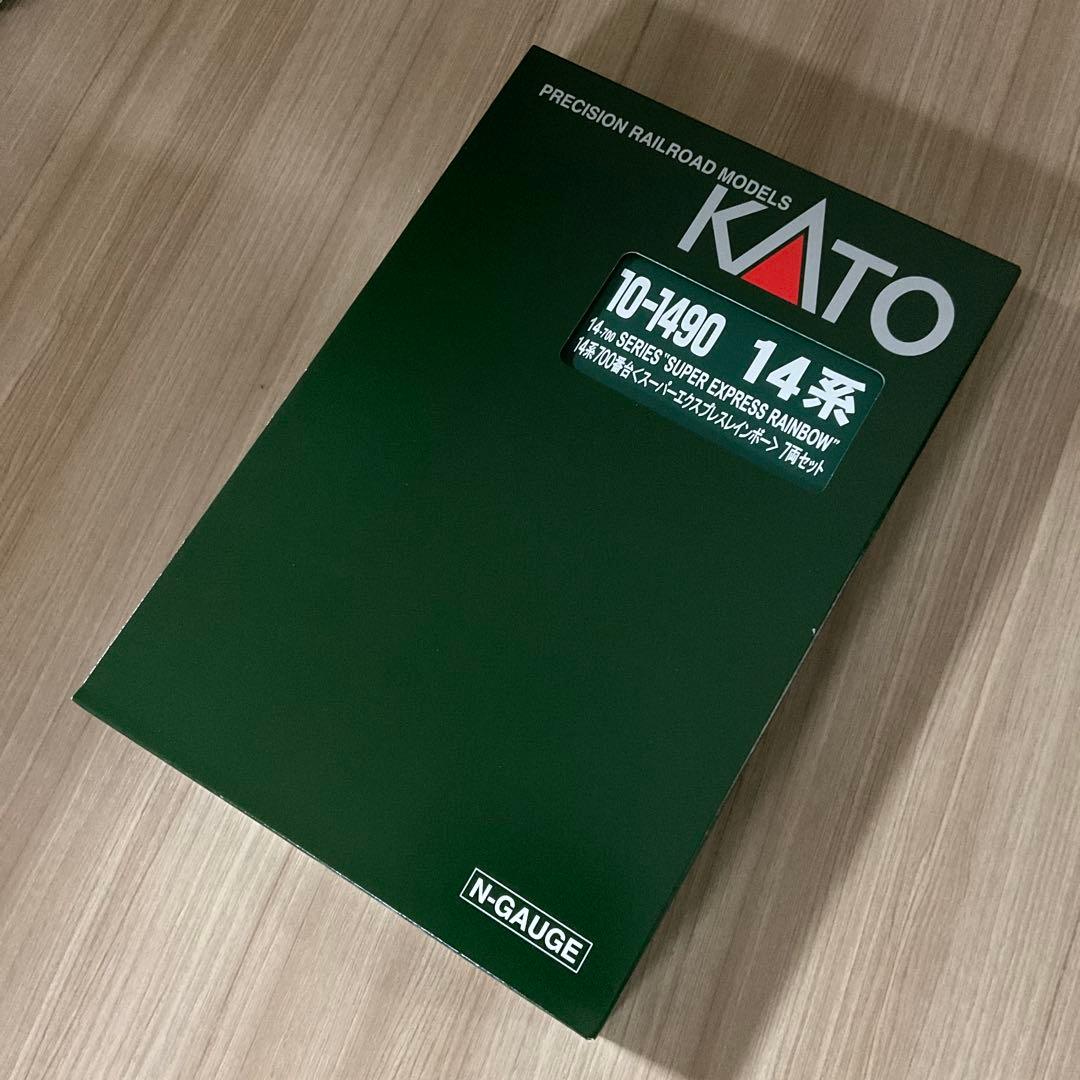 PRECISION RAILROAD MODELS
KATO
10-1490 14系
14-700 SERIES "SUPER EXPRESS RAINBOW"
14系700番台<スーパーエクスプレスレインボー> 7両セット
N-GAUGE